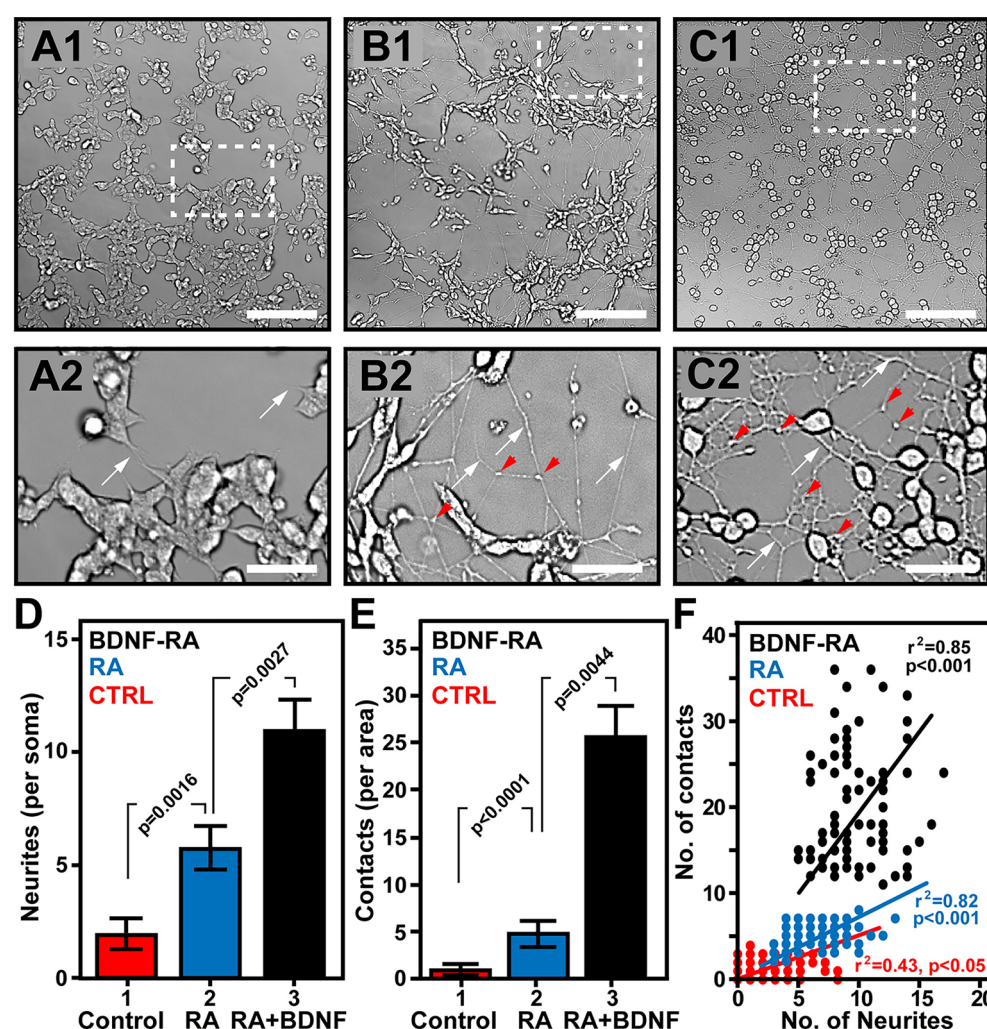 A1
B1
C1
A2
B2
C2
D
BDNF-RA
RA
CTRL
Neurites (per soma)
15
10
5
0
p=0.0016
p=0.0027
1
2
3
Control
RA
RA+BDNF
E
BDNF-RA
RA
CTRL
Contacts (per area)
35
30
25
20
15
10
5
0
p<0.0001
p=0.0044
1
2
3
Control
RA
RA+BDNF
F
BDNF-RA
RA
CTRL
No. of contacts
40
30
20
10
0
r²=0.85
p<0.001
r²=0.82
p<0.001
r²=0.43, p<0.05
0
5
10
15
20
No. of Neurites